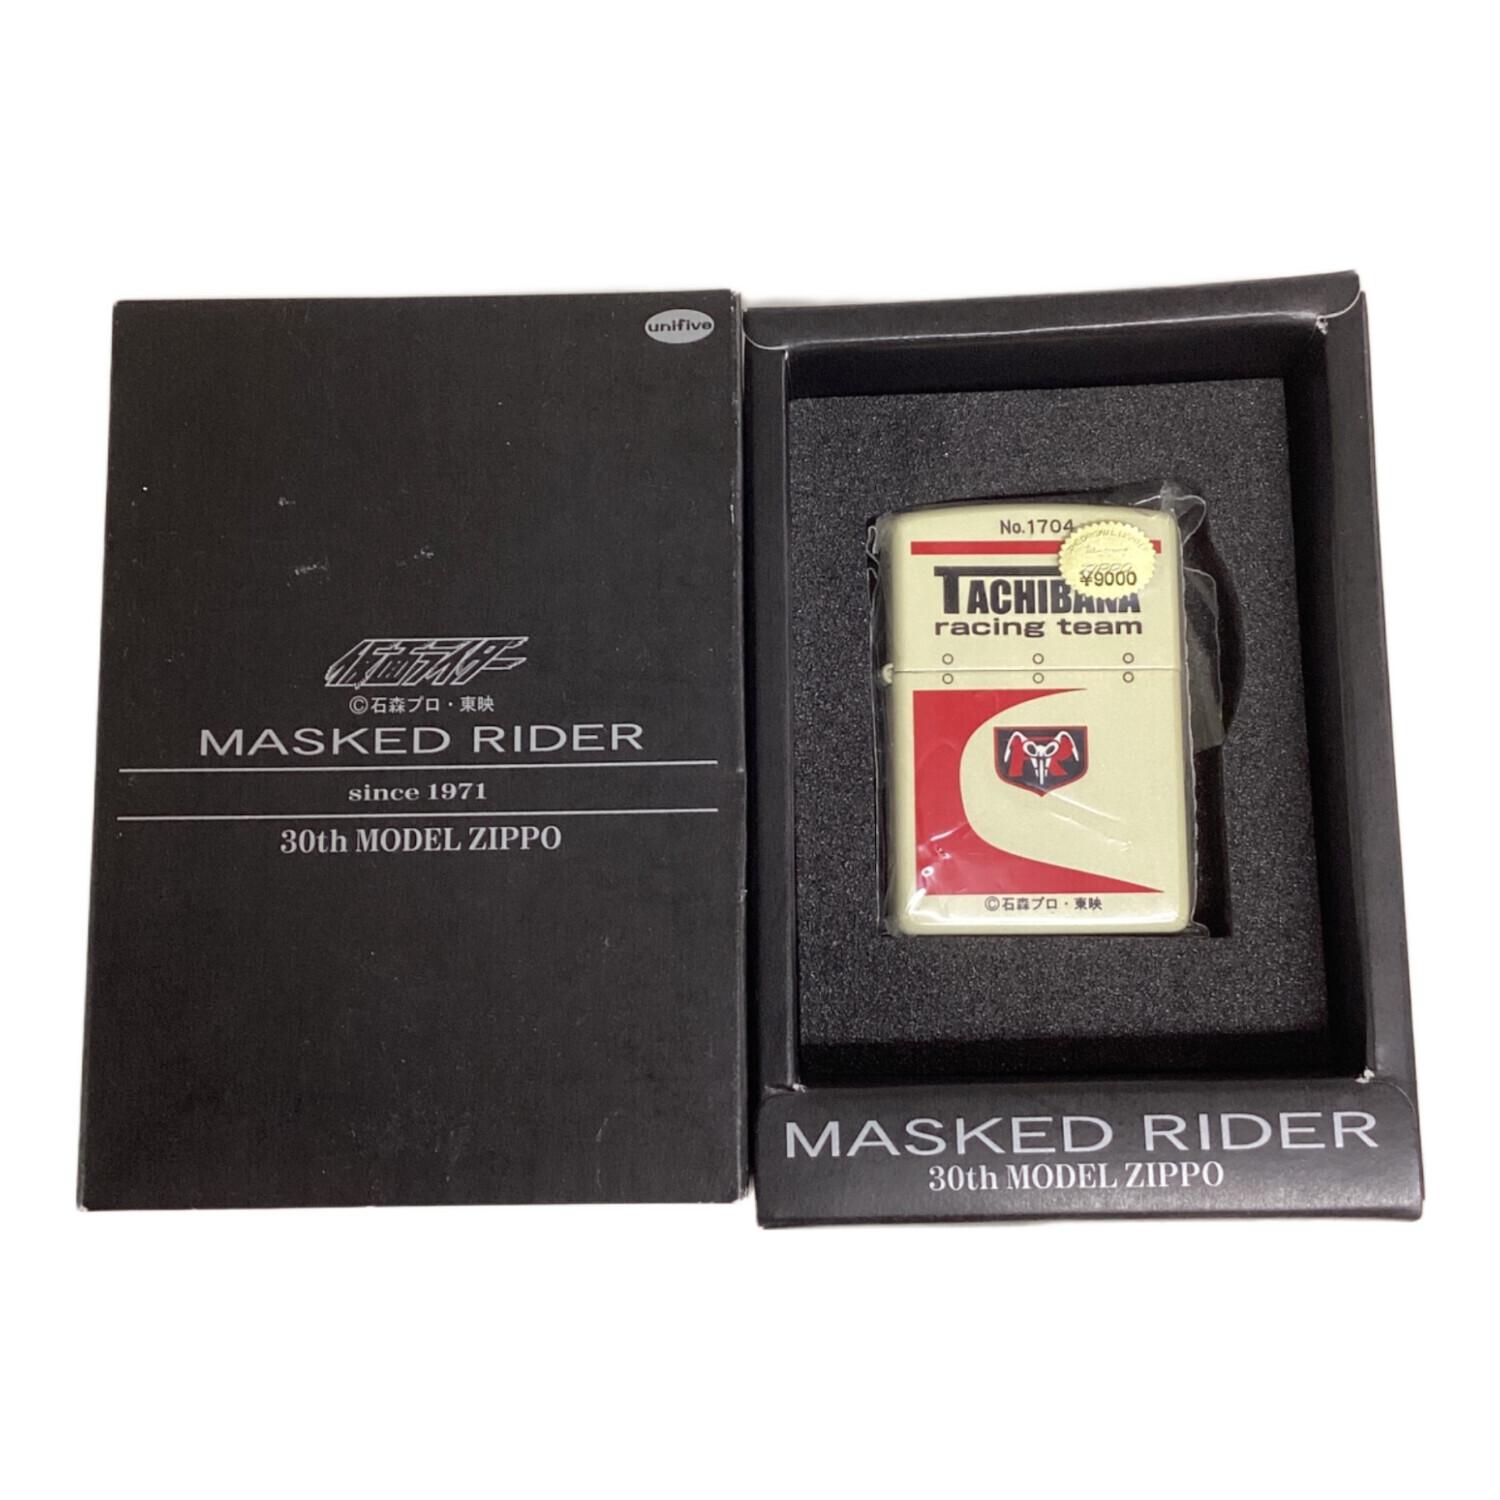 unifive
仮面ライダー
©石森プロ・東映
MASKED RIDER
since 1971
30th MODEL ZIPPO
No.1704
ZIPPO
¥9000
TACHIBANA
racing team
©石森プロ・東映
MASKED RIDER
30th MODEL ZIPPO